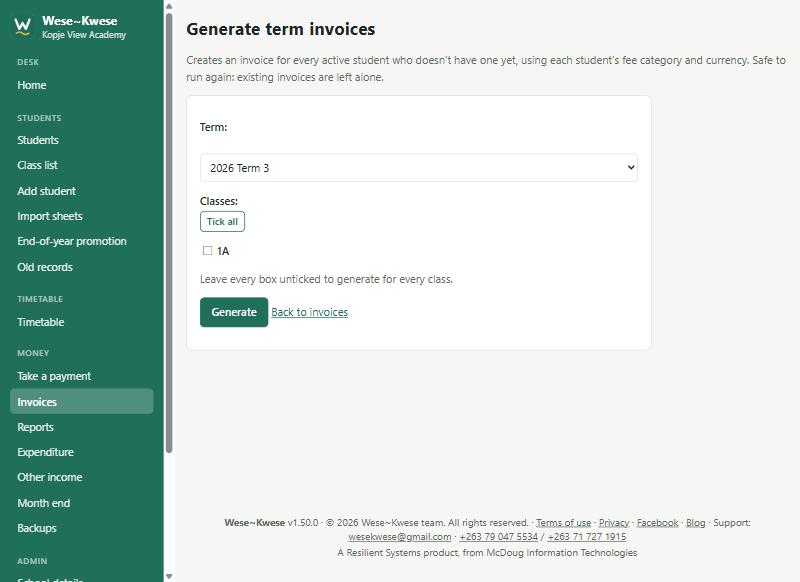 Wese~Kwese
Kopje View Academy
DESK
Home
STUDENTS
Students
Class list
Add student
Import sheets
End-of-year promotion
Old records
TIMETABLE
Timetable
MONEY
Take a payment
Invoices
Reports
Expenditure
Other income
Month end
Backups
ADMIN
School details
Generate term invoices
Creates an invoice for every active student who doesn't have one yet, using each student's fee category and currency. Safe to
run again: existing invoices are left alone.
Term:
2026 Term 3
Classes:
Tick all
1A
Leave every box unticked to generate for every class.
Generate Back to invoices
Wese~Kwese v1.50.0 · © 2026 Wese~Kwese team. All rights reserved. · Terms of use · Privacy · Facebook · Blog · Support:
wesekwese@gmail.com · +263 79 047 5534 / +263 71 727 1915
A Resilient Systems product, from McDoug Information Technologies